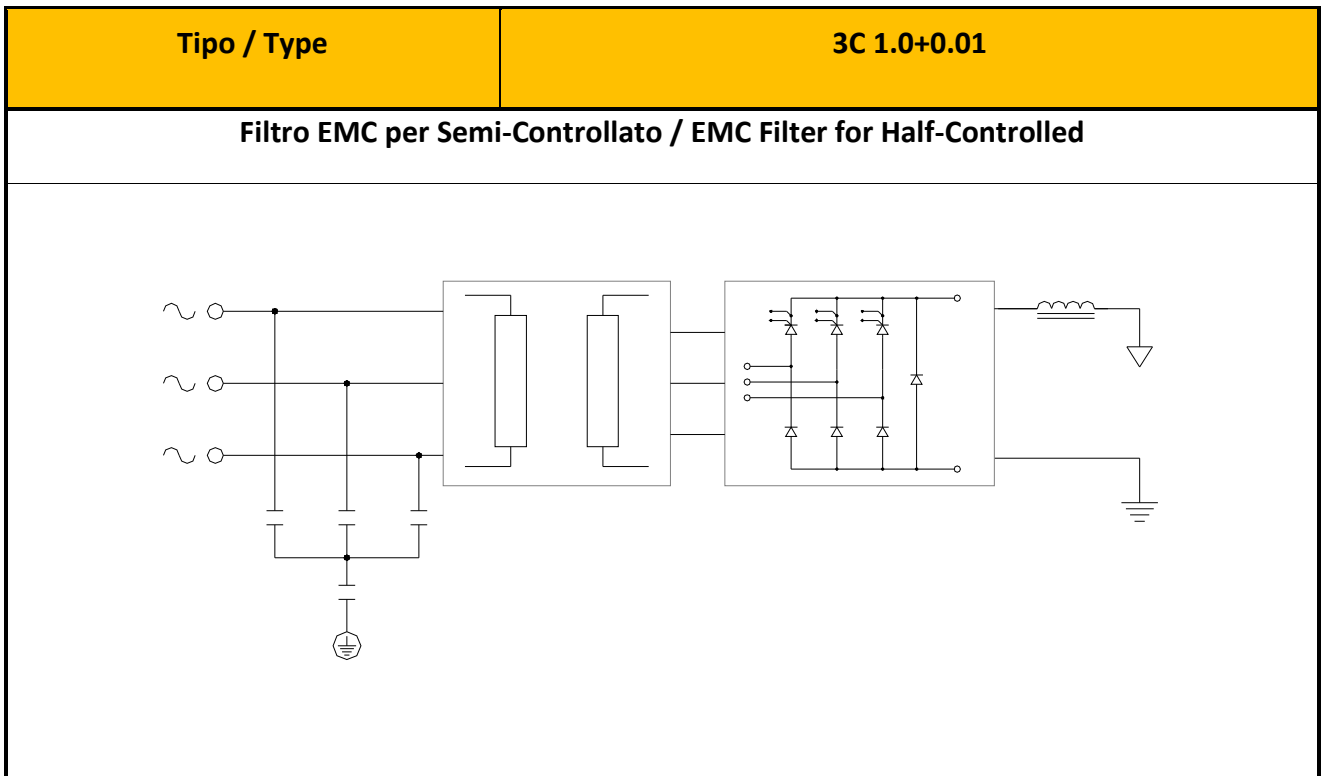 Tipo / Type
3C 1.0+0.01
Filtro EMC per Semi-Controllato / EMC Filter for Half-Controlled